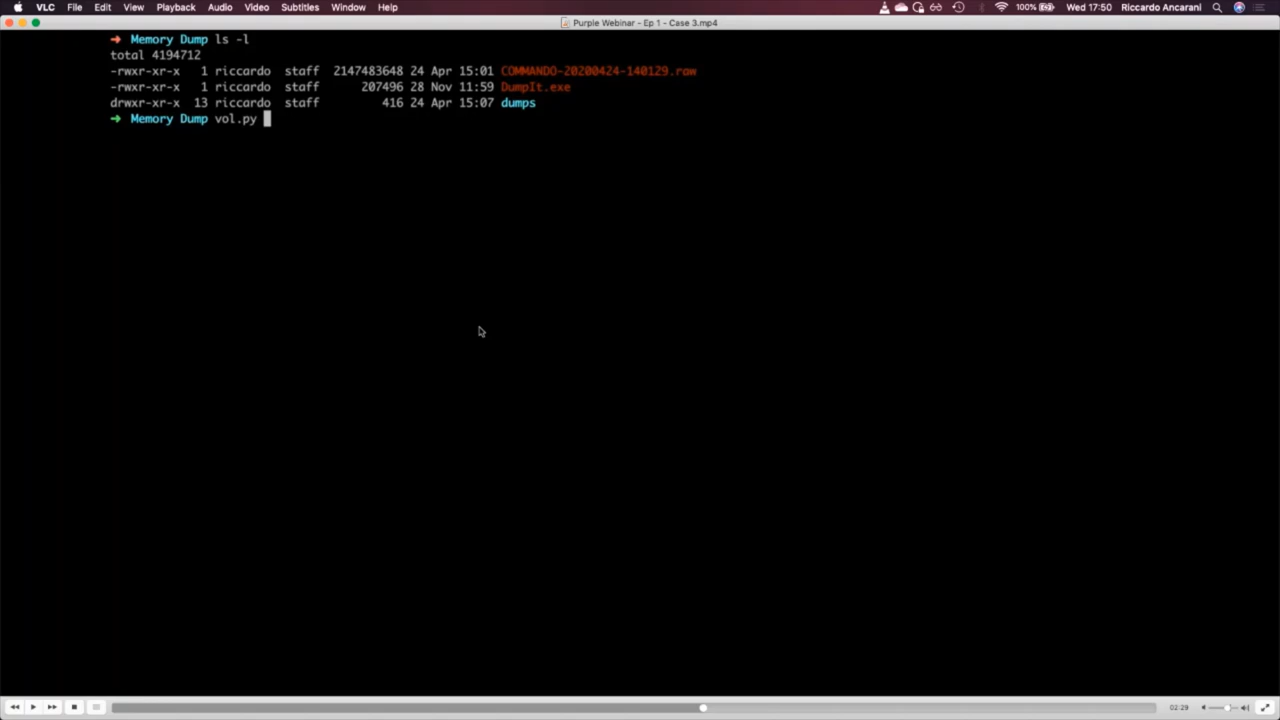 VLC File Edit View Playback Audio Video Subtitles Window Help 100% Wed 17:50 Riccardo Ancarani
Purple Webinar - Ep 1 - Case 3.mp4
➜ Memory Dump ls -l
total 4194712
-rwxr-xr-x 1 riccardo staff 2147483648 24 Apr 15:01 COMMANDO-20200424-140129.raw
-rwxr-xr-x 1 riccardo staff 207496 28 Nov 11:59 DumpIt.exe
drwxr-xr-x 13 riccardo staff 416 24 Apr 15:07 dumps
➜ Memory Dump vol.py
02:29